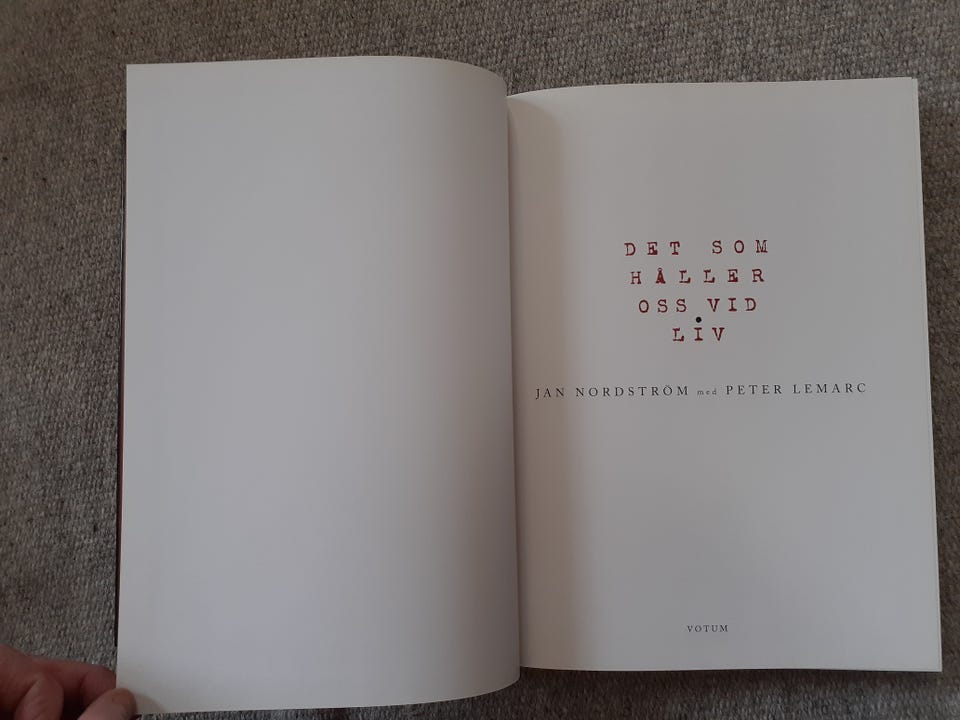 DET SOM
HÅLLER
OSS VID
LIV
JAN NORDSTRÖM med PETER LEMARC
VOTUM